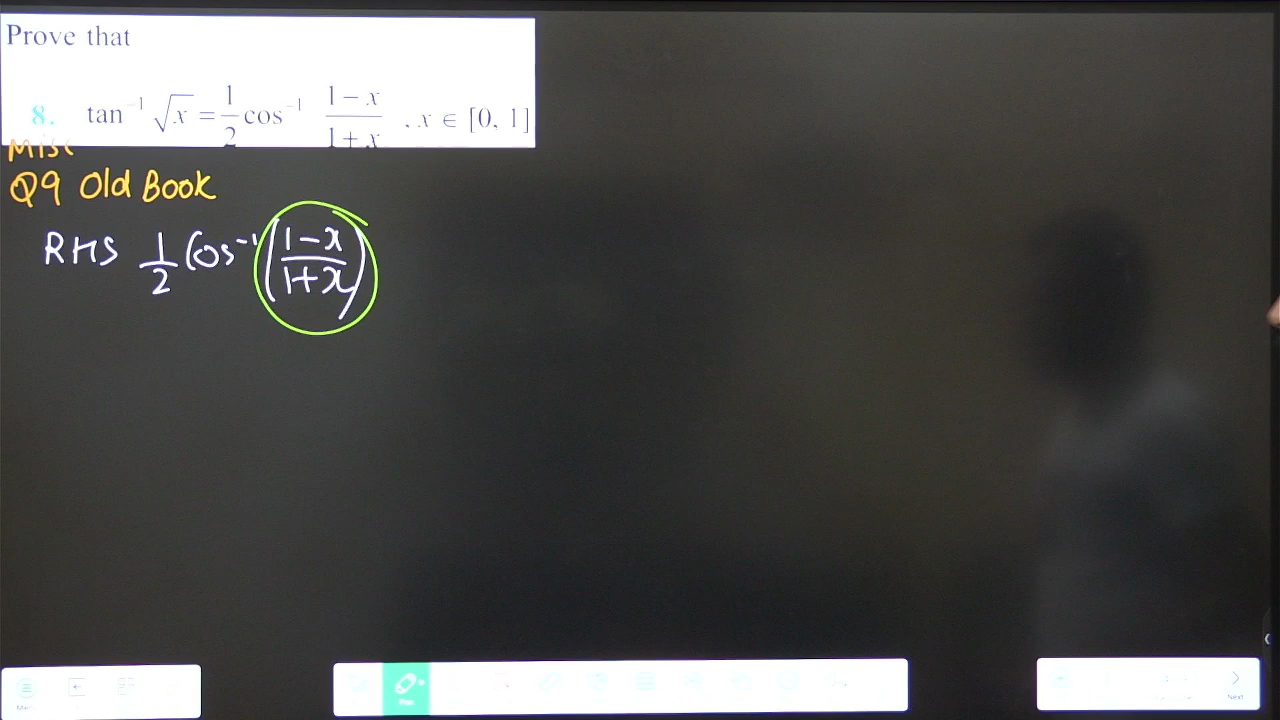 Prove that
8. tan⁻¹ √x = 1/2 cos⁻¹ 1−x/1+x , x ∈ [0, 1]
Misc
Q9 Old Book
RHS 1/2 Cos⁻¹ (1−x/1+x)
Next